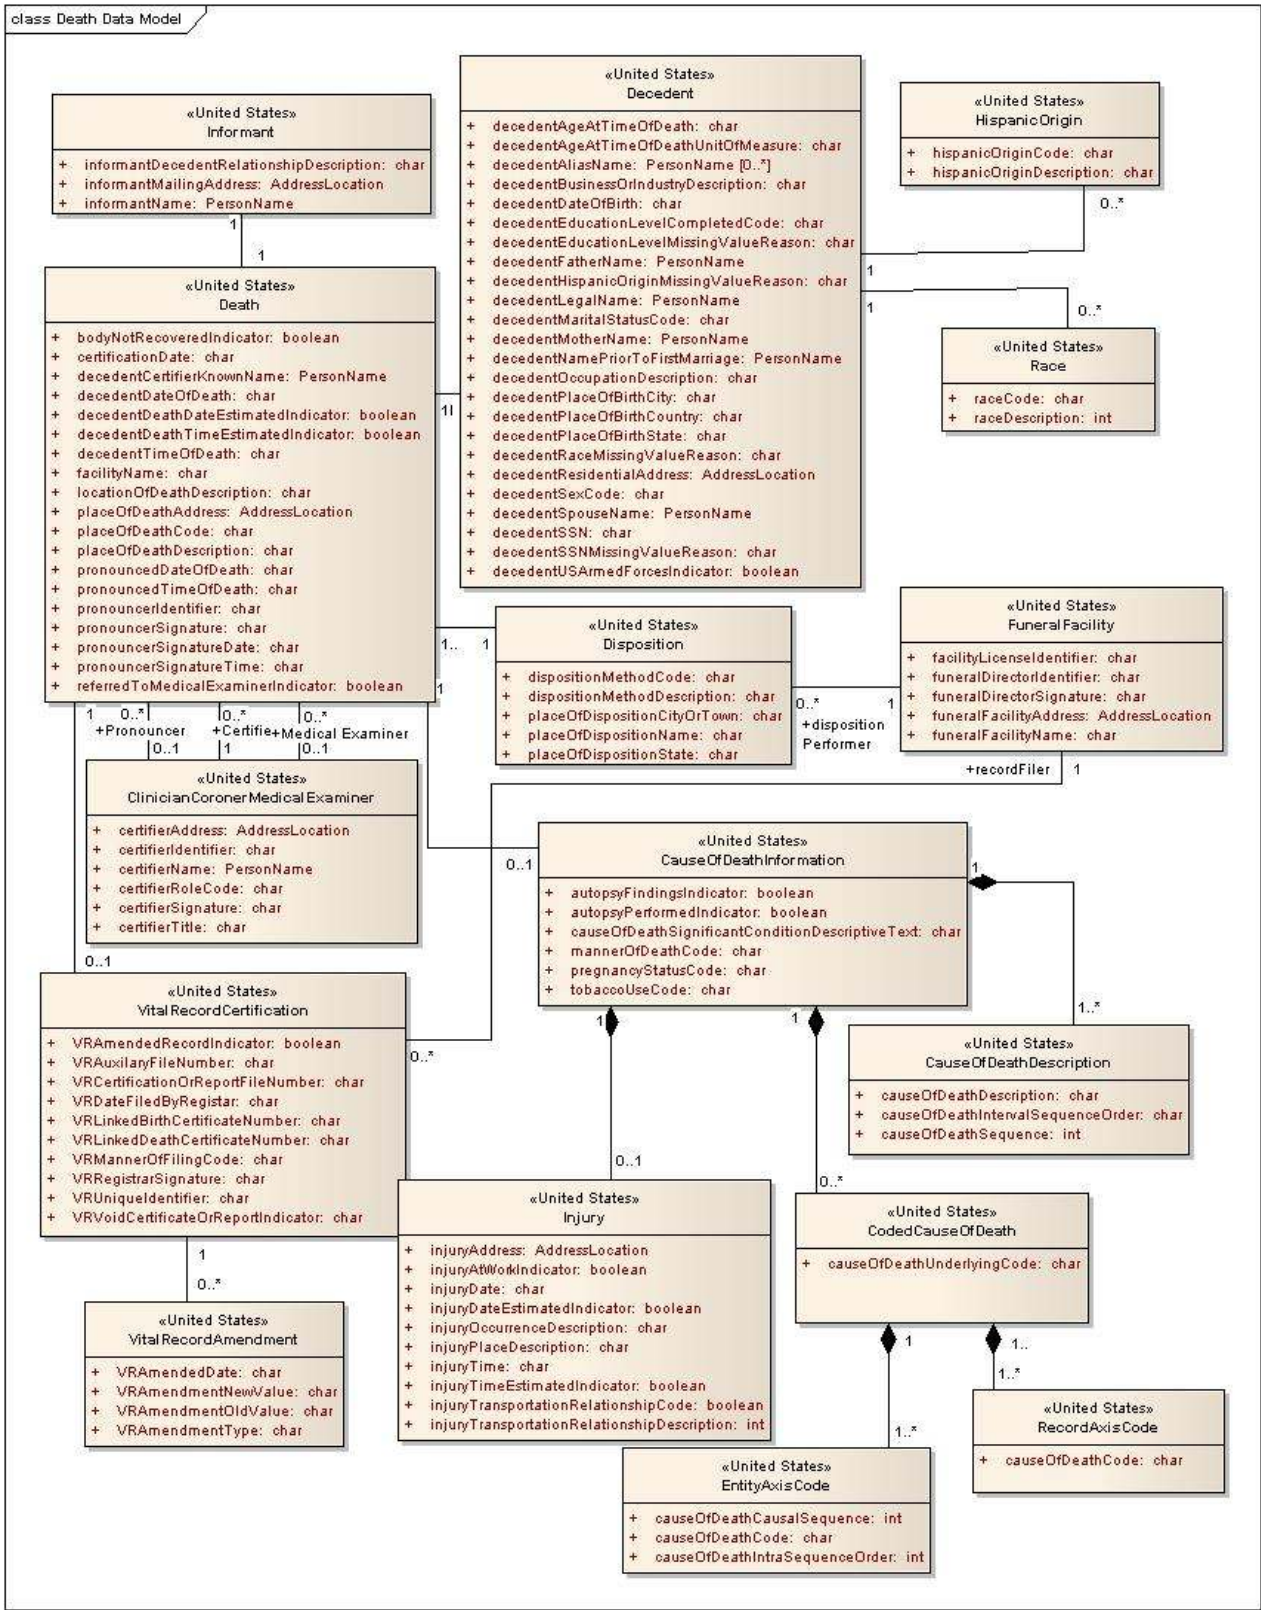 class Death Data Model
«United States»
Informant
+ informantDecedentRelationshipDescription: char
+ informantMailingAddress: AddressLocation
+ informantName: PersonName
1
1
«United States»
Decedent
+ decedentAgeAtTimeOfDeath: char
+ decedentAgeAtTimeOfDeathUnitOfMeasure: char
+ decedentAliasName: PersonName [0..*]
+ decedentBusinessOrIndustryDescription: char
+ decedentDateOfBirth: char
+ decedentEducationLevelCompletedCode: char
+ decedentEducationLevelMissingValueReason: char
+ decedentFatherName: PersonName
+ decedentHispanicOriginMissingValueReason: char
+ decedentLegalName: PersonName
+ decedentMaritalStatusCode: char
+ decedentMotherName: PersonName
+ decedentNamePriorToFirstMarriage: PersonName
+ decedentOccupationDescription: char
+ decedentPlaceOfBirthCity: char
+ decedentPlaceOfBirthCountry: char
+ decedentPlaceOfBirthState: char
+ decedentRaceMissingValueReason: char
+ decedentResidentialAddress: AddressLocation
+ decedentSexCode: char
+ decedentSpouseName: PersonName
+ decedentSSN: char
+ decedentSSNMissingValueReason: char
+ decedentUSArmedForcesIndicator: boolean
«United States»
HispanicOrigin
+ hispanicOriginCode: char
+ hispanicOriginDescription: char
0..*
1
1
0..*
«United States»
Race
+ raceCode: char
+ raceDescription: int
«United States»
Death
+ bodyNotRecoveredIndicator: boolean
+ certificationDate: char
+ decedentCertifierKnownName: PersonName
+ decedentDateOfDeath: char
+ decedentDeathDateEstimatedIndicator: boolean
+ decedentDeathTimeEstimatedIndicator: boolean
+ decedentTimeOfDeath: char
+ facilityName: char
+ locationOfDeathDescription: char
+ placeOfDeathAddress: AddressLocation
+ placeOfDeathCode: char
+ placeOfDeathDescription: char
+ pronouncedDateOfDeath: char
+ pronouncedTimeOfDeath: char
+ pronouncerIdentifier: char
+ pronouncerSignature: char
+ pronouncerSignatureDate: char
+ pronouncerSignatureTime: char
+ referredToMedicalExaminerIndicator: boolean
1
1.. 1
«United States»
Disposition
+ dispositionMethodCode: char
+ dispositionMethodDescription: char
+ placeOfDispositionCityOrTown: char
+ placeOfDispositionName: char
+ placeOfDispositionState: char
0..* 1
+disposition
Performer
«United States»
FuneralFacility
+ facilityLicenseIdentifier: char
+ funeralDirectorIdentifier: char
+ funeralDirectorSignature: char
+ funeralFacilityAddress: AddressLocation
+ funeralFacilityName: char
+recordFiler 1
1
1 0..* 0..* 0..*
+Pronouncer +Certifie +Medical Examiner
0..1 1 0..1
«United States»
ClinicianCoronerMedicalExaminer
+ certifierAddress: AddressLocation
+ certifierIdentifier: char
+ certifierName: PersonName
+ certifierRoleCode: char
+ certifierSignature: char
+ certifierTitle: char
0..1
«United States»
CauseOfDeathInformation
+ autopsyFindingsIndicator: boolean
+ autopsyPerformedIndicator: boolean
+ causeOfDeathSignificantConditionDescriptiveText: char
+ mannerOfDeathCode: char
+ pregnancyStatusCode: char
+ tobaccoUseCode: char
1
1..*
1
1
0..1
«United States»
VitalRecordCertification
+ VRAmendedRecordIndicator: boolean
+ VRAuxilaryFileNumber: char
+ VRCertificationOrReportFileNumber: char
+ VRDateFiledByRegistar: char
+ VRLinkedBirthCertificateNumber: char
+ VRLinkedDeathCertificateNumber: char
+ VRMannerOfFilingCode: char
+ VRRegistrarSignature: char
+ VRUniqueIdentifier: char
+ VRVoidCertificateOrReportIndicator: char
0..*
«United States»
CauseOfDeathDescription
+ causeOfDeathDescription: char
+ causeOfDeathIntervalSequenceOrder: char
+ causeOfDeathSequence: int
0..1
0..*
«United States»
Injury
+ injuryAddress: AddressLocation
+ injuryAtWorkIndicator: boolean
+ injuryDate: char
+ injuryDateEstimatedIndicator: boolean
+ injuryOccurrenceDescription: char
+ injuryPlaceDescription: char
+ injuryTime: char
+ injuryTimeEstimatedIndicator: boolean
+ injuryTransportationRelationshipCode: boolean
+ injuryTransportationRelationshipDescription: int
«United States»
CodedCauseOfDeath
+ causeOfDeathUnderlyingCode: char
1
0..*
«United States»
VitalRecordAmendment
+ VRAmendedDate: char
+ VRAmendmentNewValue: char
+ VRAmendmentOldValue: char
+ VRAmendmentType: char
1 1..
1..*
1..*
«United States»
RecordAxisCode
+ causeOfDeathCode: char
«United States»
EntityAxisCode
+ causeOfDeathCausalSequence: int
+ causeOfDeathCode: char
+ causeOfDeathIntraSequenceOrder: int